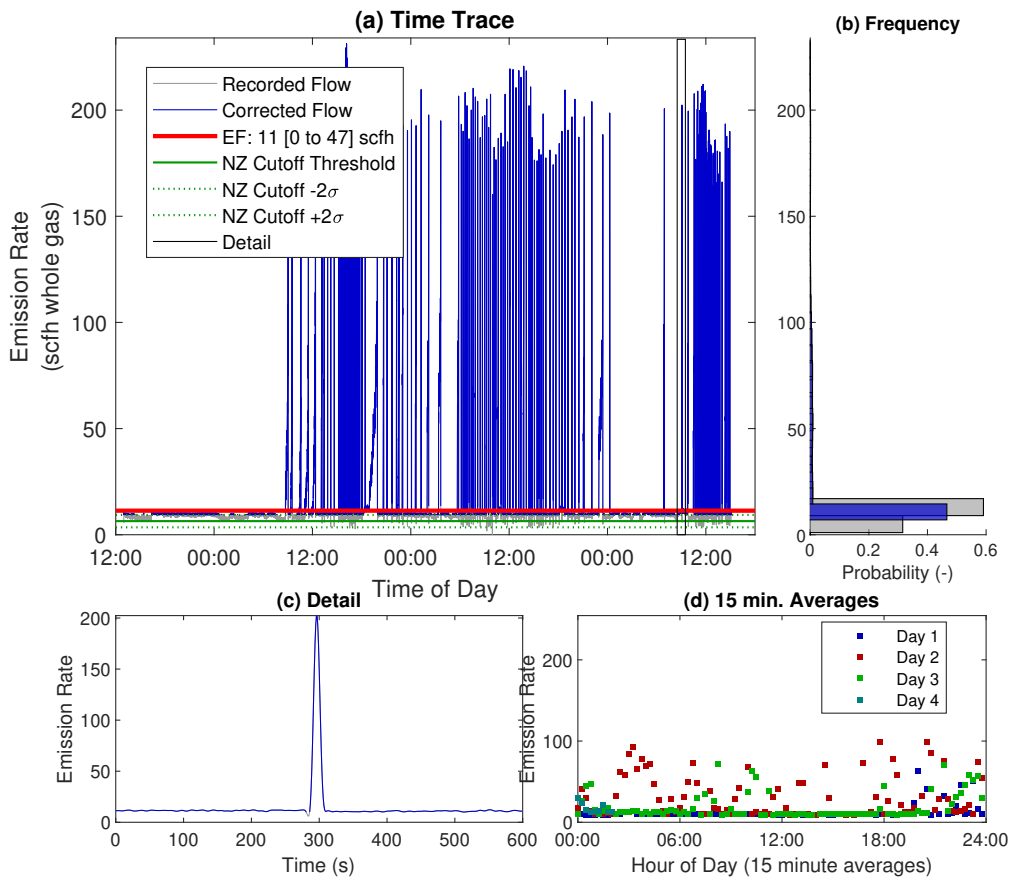 (a) Time Trace
Emission Rate
(scfh whole gas)
200
150
100
50
0
Recorded Flow
Corrected Flow
EF: 11 [0 to 47] scfh
NZ Cutoff Threshold
NZ Cutoff -2σ
NZ Cutoff +2σ
Detail
12:00 00:00 12:00 00:00 12:00 00:00 12:00
Time of Day
(b) Frequency
200
150
100
50
0
0 0.2 0.4 0.6
Probability (-)
(c) Detail
Emission Rate
200
150
100
50
0
0 100 200 300 400 500 600
Time (s)
(d) 15 min. Averages
Emission Rate
200
100
0
Day 1
Day 2
Day 3
Day 4
00:00 06:00 12:00 18:00 24:00
Hour of Day (15 minute averages)